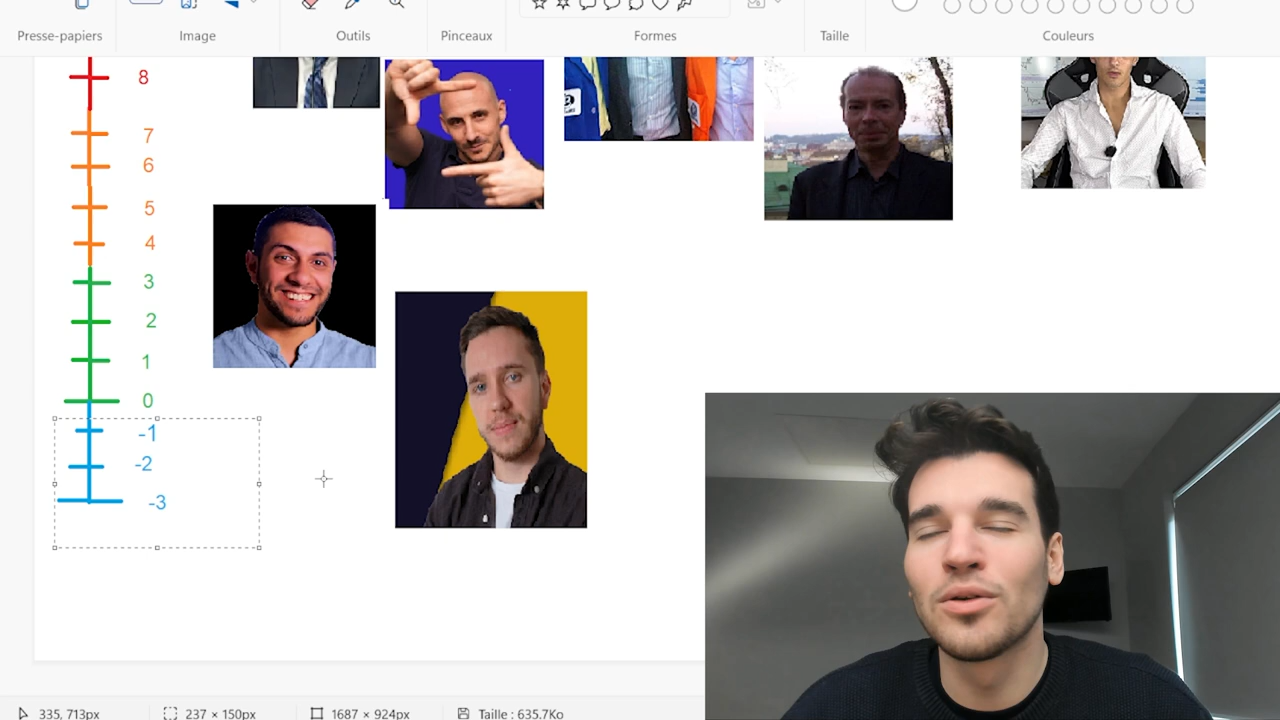 Presse-papiers
Image
Outils
Pinceaux
Formes
Taille
Couleurs
8
7
6
5
4
3
2
1
0
-1
-2
-3
335, 713px
237 × 150px
1687 × 924px
Taille : 635.7Ko